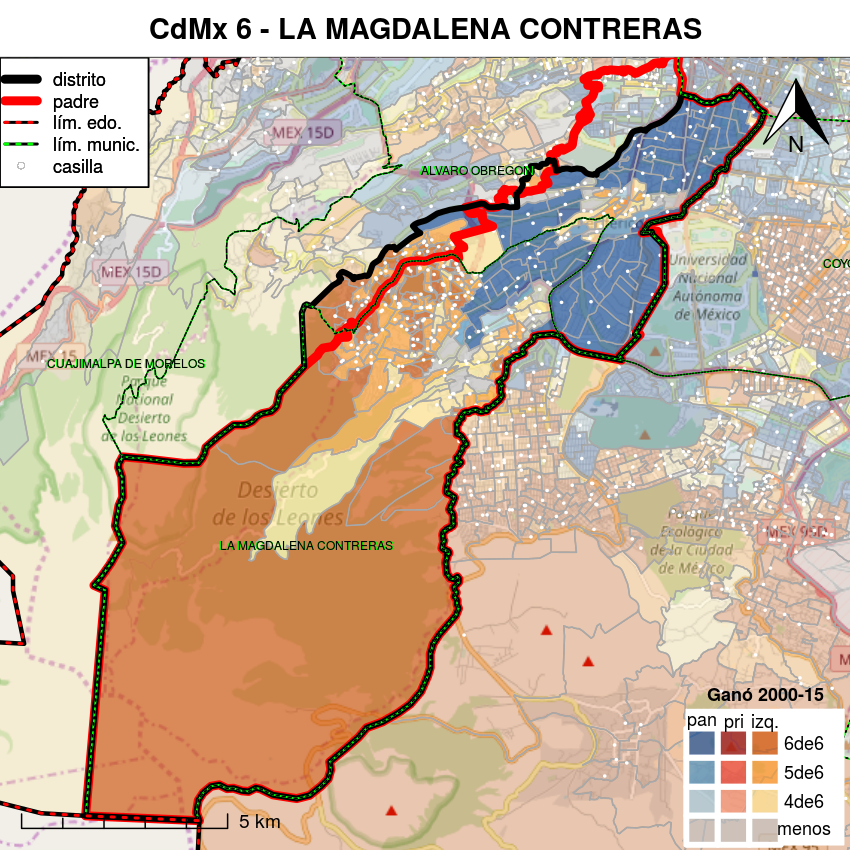 CdMx 6 - LA MAGDALENA CONTRERAS
distrito
padre
lím. edo.
lím. munic.
casilla
MEX 15D
N
ALVARO OBREGON
MEX 15D
Universidad
Nacional
Autónoma
de México
COYO
MEX 15
CUAJIMALPA DE MORELOS
Parque
Nacional
Desierto
de los Leones
Desierto
de los Leones
LA MAGDALENA CONTRERAS
Parque
Ecológico
de la Ciudad
de México
MEX 95D
M
Ganó 2000-15
pan pri izq.
6de6
5de6
4de6
menos
5 km
MEX 95